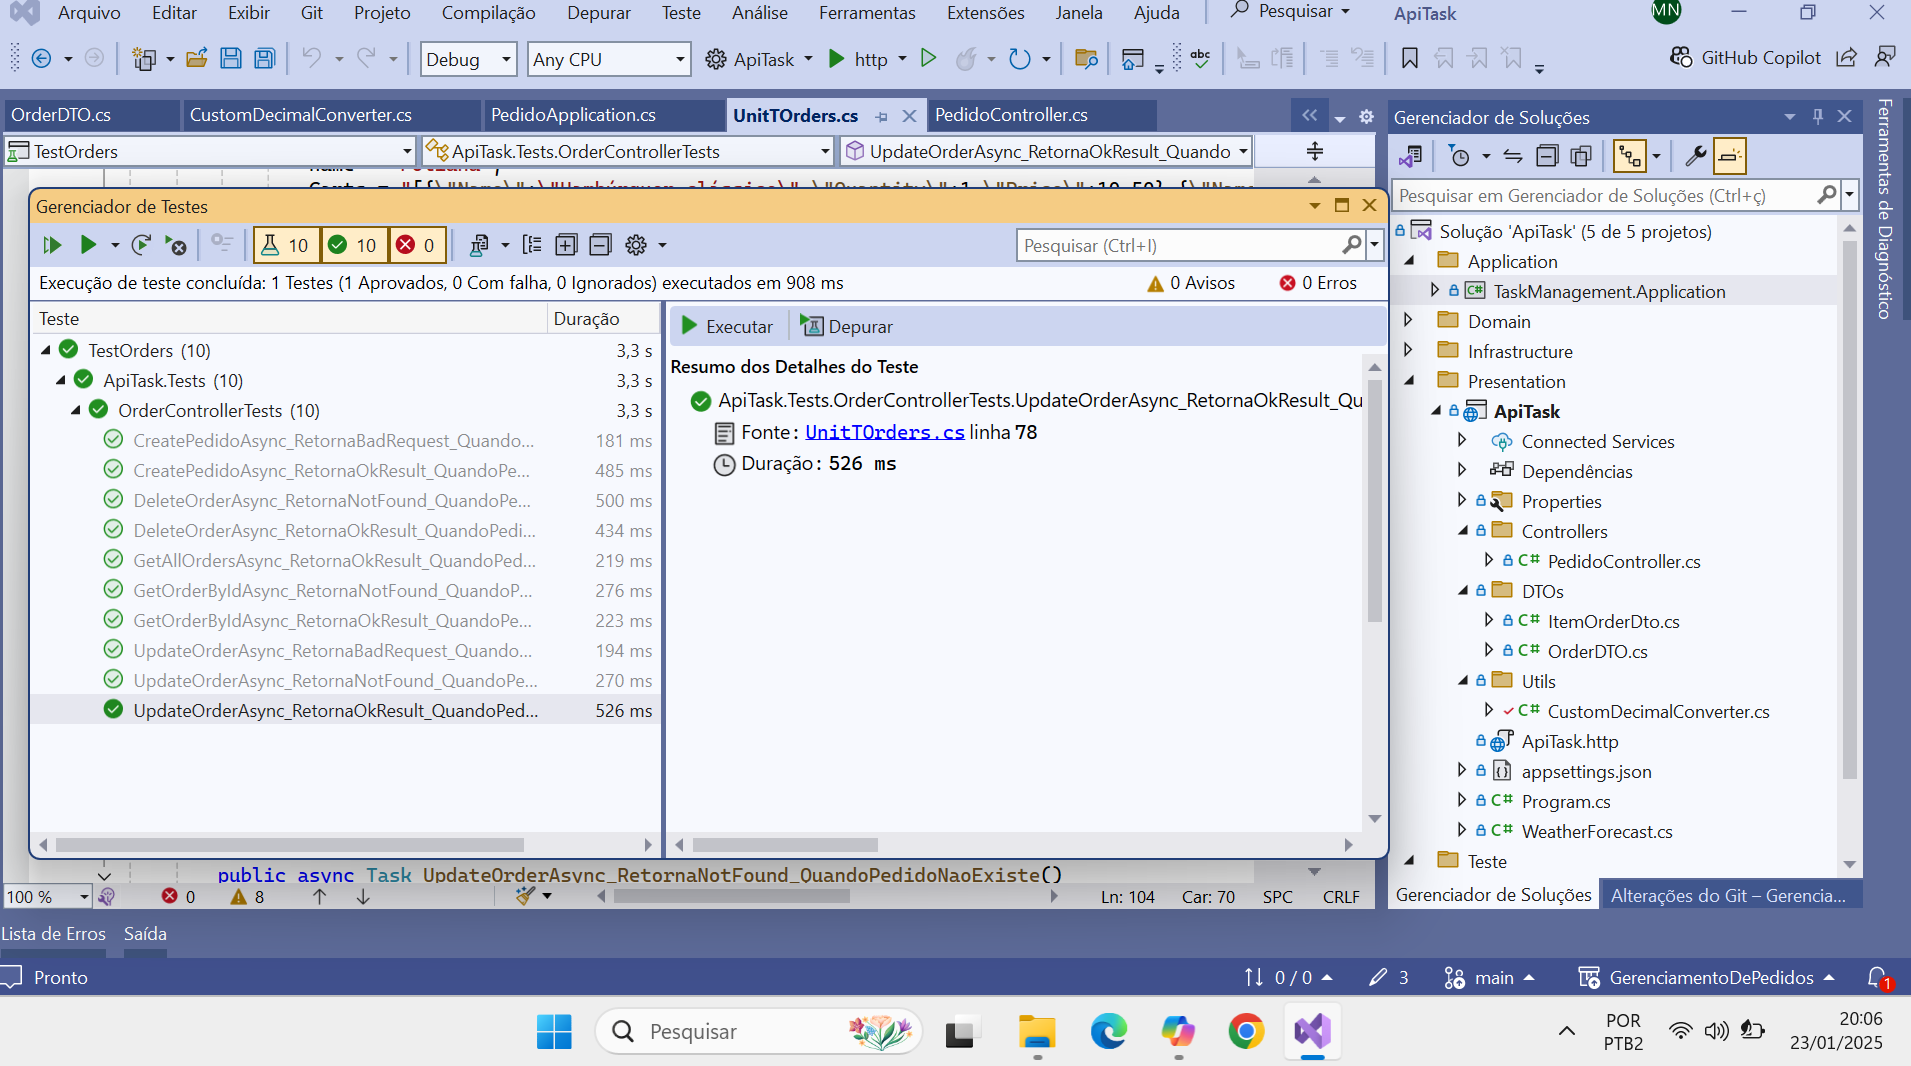 Arquivo Editar Exibir Git Projeto Compilação Depurar Teste Análise Ferramentas Extensões Janela Ajuda Pesquisar ApiTask MN
Debug Any CPU ApiTask http abc GitHub Copilot
OrderDTO.cs CustomDecimalConverter.cs PedidoApplication.cs UnitTOrders.cs PedidoController.cs
TestOrders ApiTask.Tests.OrderControllerTests UpdateOrderAsync_RetornaOkResult_Quando
Gerenciador de Testes
10 10 0 Pesquisar (Ctrl+I)
Execução de teste concluída: 1 Testes (1 Aprovados, 0 Com falha, 0 Ignorados) executados em 908 ms 0 Avisos 0 Erros
Teste Duração
TestOrders (10) 3,3 s
ApiTask.Tests (10) 3,3 s
OrderControllerTests (10) 3,3 s
CreatePedidoAsync_RetornaBadRequest_Quando... 181 ms
CreatePedidoAsync_RetornaOkResult_QuandoPe... 485 ms
DeleteOrderAsync_RetornaNotFound_QuandoPe... 500 ms
DeleteOrderAsync_RetornaOkResult_QuandoPedi... 434 ms
GetAllOrdersAsync_RetornaOkResult_QuandoPed... 219 ms
GetOrderByIdAsync_RetornaNotFound_QuandoP... 276 ms
GetOrderByIdAsync_RetornaOkResult_QuandoPe... 223 ms
UpdateOrderAsync_RetornaBadRequest_Quando... 194 ms
UpdateOrderAsync_RetornaNotFound_QuandoPe... 270 ms
UpdateOrderAsync_RetornaOkResult_QuandoPed... 526 ms
Executar Depurar
Resumo dos Detalhes do Teste
ApiTask.Tests.OrderControllerTests.UpdateOrderAsync_RetornaOkResult_Qu
Fonte: UnitTOrders.cs linha 78
Duração: 526 ms
public async Task UpdateOrderAsync_RetornaNotFound_QuandoPedidoNaoExiste()
100 % 0 8 Ln: 104 Car: 70 SPC CRLF
Gerenciador de Soluções
Pesquisar em Gerenciador de Soluções (Ctrl+ç)
Solução 'ApiTask' (5 de 5 projetos)
Application
TaskManagement.Application
Domain
Infrastructure
Presentation
ApiTask
Connected Services
Dependências
Properties
Controllers
C# PedidoController.cs
DTOs
C# ItemOrderDto.cs
C# OrderDTO.cs
Utils
C# CustomDecimalConverter.cs
ApiTask.http
appsettings.json
C# Program.cs
C# WeatherForecast.cs
Teste
Gerenciador de Soluções Alterações do Git – Gerencia...
Ferramentas de Diagnóstico
Lista de Erros Saída
Pronto 0 / 0 3 main GerenciamentoDePedidos 1
Pesquisar
POR
PTB2
20:06
23/01/2025